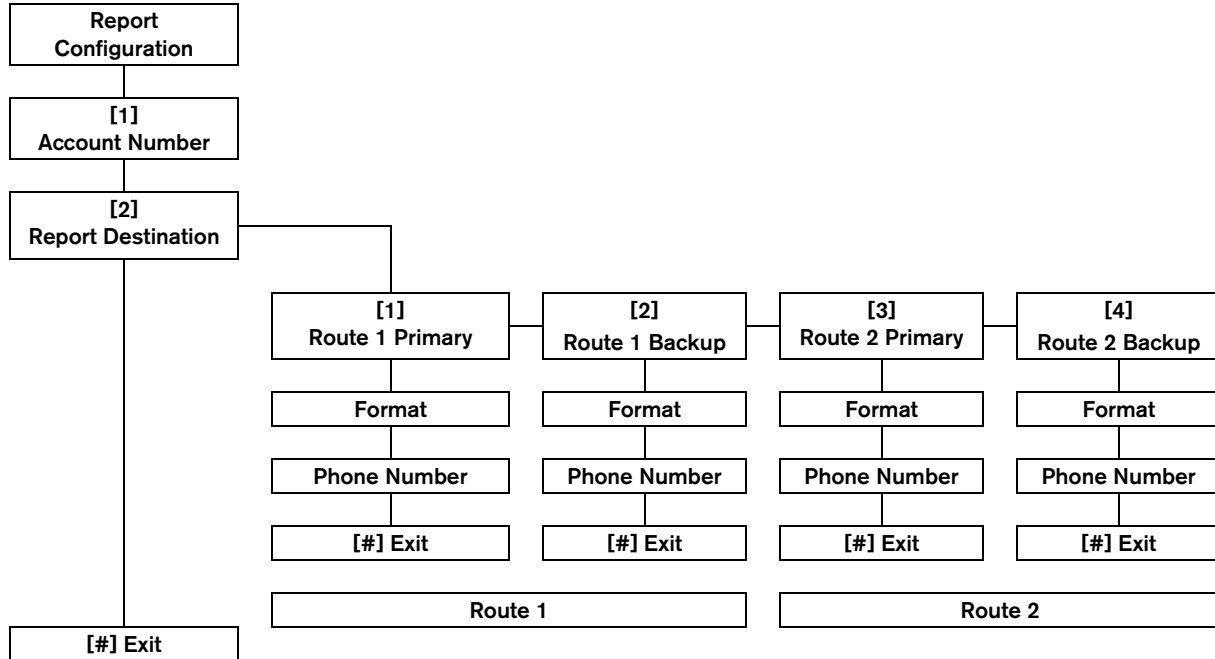 Report
Configuration
[1]
Account Number
[2]
Report Destination
[1]
Route 1 Primary
[2]
Route 1 Backup
[3]
Route 2 Primary
[4]
Route 2 Backup
Format
Format
Format
Format
Phone Number
Phone Number
Phone Number
Phone Number
[#] Exit
[#] Exit
[#] Exit
[#] Exit
Route 1
Route 2
[#] Exit